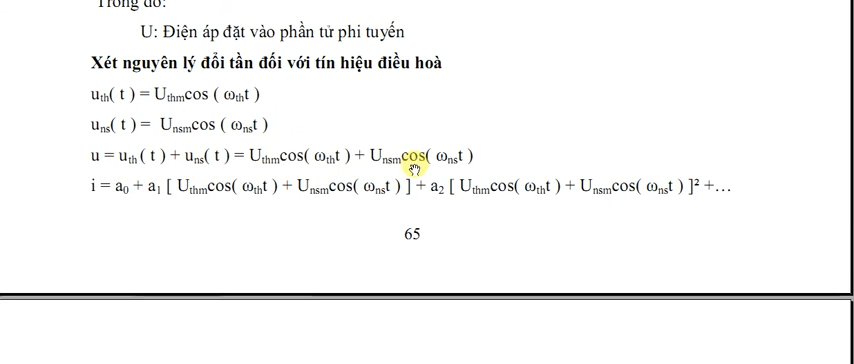 Trong đó:
U: Điện áp đặt vào phần tử phi tuyến
Xét nguyên lý đổi tần đối với tín hiệu điều hoà
uth( t ) = Uthmcos ( ωtht )
uns( t ) =  Unsmcos ( ωnst )
u = uth ( t ) + uns( t ) = Uthmcos( ωtht ) + Unsmcos( ωnst )
i = a0 + a1 [ Uthmcos( ωtht ) + Unsmcos( ωnst ) ] + a2 [ Uthmcos( ωtht ) + Unsmcos( ωnst ) ]² +…
65